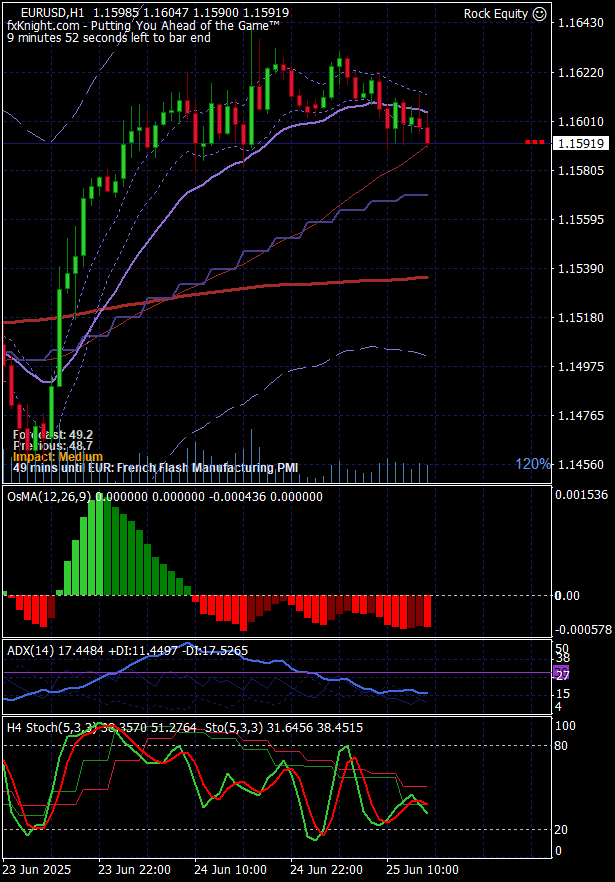 EURUSD,H1 1.15985 1.16047 1.15900 1.15919
Rock Equity
fxKnight.com - Putting You Ahead of the Game™
9 minutes 52 seconds left to bar end
1.16430
1.16220
1.16010
1.15919
1.15805
1.15595
1.15390
1.15180
1.14975
1.14765
1.14560
Forecast: 49.2
Previous: 48.7
Impact: Medium
49 mins until EUR: French Flash Manufacturing PMI
120%
OsMA(12,26,9) 0.000000 0.000000 -0.000436 0.000000
0.001536
0.00
-0.000578
ADX(14) 17.4484 +DI:11.4497 -DI:17.5265
50
38
27
15
4
H4 Stoch(5,3,3) 38.3570 51.2764 Sto(5,3,3) 31.6456 38.4515
100
80
20
0
23 Jun 2025
23 Jun 22:00
24 Jun 10:00
24 Jun 22:00
25 Jun 10:00